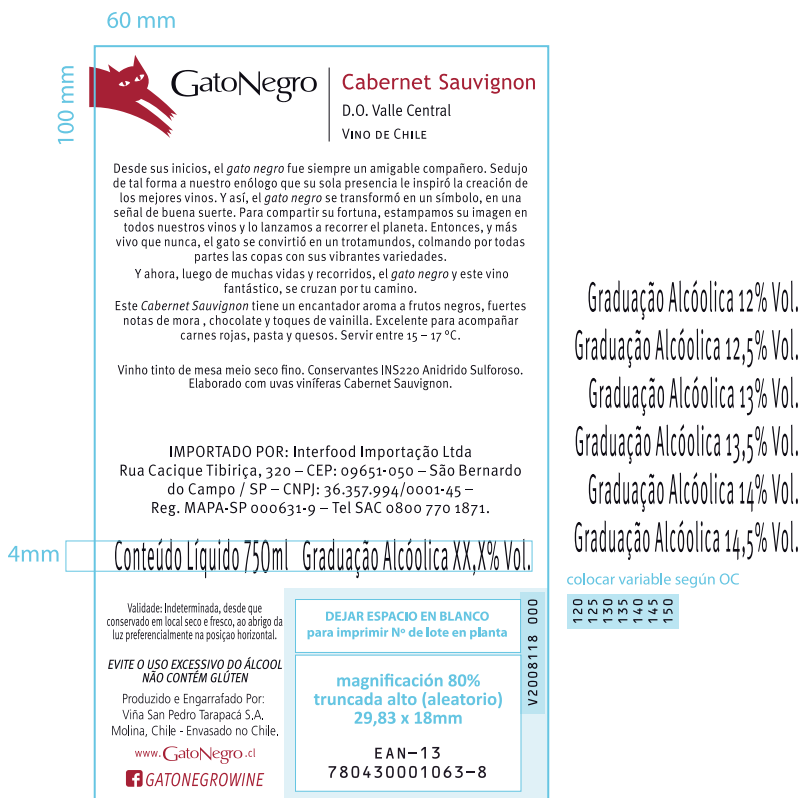 60 mm
100 mm
GatoNegro
Cabernet Sauvignon
D.O. Valle Central
VINO DE CHILE
Desde sus inicios, el gato negro fue siempre un amigable compañero. Sedujo
de tal forma a nuestro enólogo que su sola presencia le inspiró la creación de
los mejores vinos. Y así, el gato negro se transformó en un símbolo, en una
señal de buena suerte. Para compartir su fortuna, estampamos su imagen en
todos nuestros vinos y lo lanzamos a recorrer el planeta. Entonces, y más
vivo que nunca, el gato se convirtió en un trotamundos, colmando por todas
partes las copas con sus vibrantes variedades.
Y ahora, luego de muchas vidas y recorridos, el gato negro y este vino
fantástico, se cruzan por tu camino.
Este Cabernet Sauvignon tiene un encantador aroma a frutos negros, fuertes
notas de mora , chocolate y toques de vainilla. Excelente para acompañar
carnes rojas, pasta y quesos. Servir entre 15 – 17 °C.
Vinho tinto de mesa meio seco fino. Conservantes INS220 Anidrido Sulforoso.
Elaborado com uvas viníferas Cabernet Sauvignon.
IMPORTADO POR: Interfood Importação Ltda
Rua Cacique Tibiriça, 320 – CEP: 09651-050 – São Bernardo
do Campo / SP – CNPJ: 36.357.994/0001-45 –
Reg. MAPA-SP 000631-9 – Tel SAC 0800 770 1871.
4mm
Conteúdo Líquido 750ml Graduação Alcóolica XX,X% Vol.
Validade: Indeterminada, desde que
conservado em local seco e fresco, ao abrigo da
luz preferencialmente na posiçao horizontal.
EVITE O USO EXCESSIVO DO ÁLCOOL
NÃO CONTÉM GLÚTEN
Produzido e Engarrafado Por:
Viña San Pedro Tarapacá S.A.
Molina, Chile - Envasado no Chile.
www.GatoNegro.cl
GATONEGROWINE
DEJAR ESPACIO EN BLANCO
para imprimir Nº de lote en planta
magnificación 80%
truncada alto (aleatorio)
29,83 x 18mm
EAN-13
780430001063-8
V2008118 000
Graduação Alcóolica 12% Vol.
Graduação Alcóolica 12,5% Vol.
Graduação Alcóolica 13% Vol.
Graduação Alcóolica 13,5% Vol.
Graduação Alcóolica 14% Vol.
Graduação Alcóolica 14,5% Vol.
colocar variable según OC
120
125
130
135
140
145
150